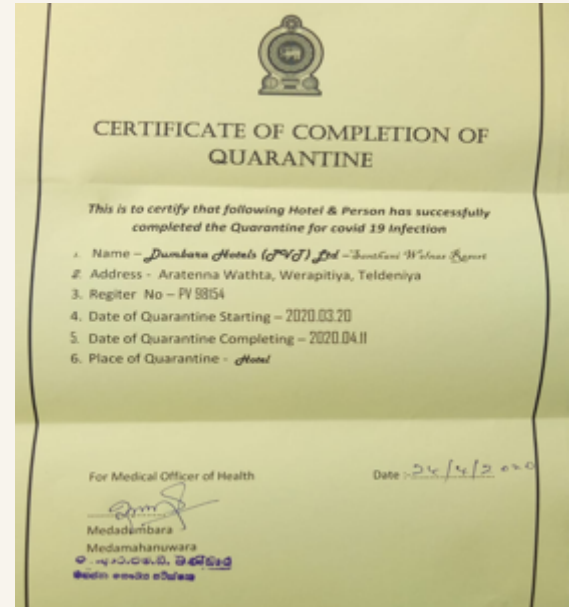 CERTIFICATE OF COMPLETION OF
QUARANTINE
This is to certify that following Hotel & Person has successfully
completed the Quarantine for covid 19 Infection
1. Name – Dumbara Hotels (PVT) Ltd – Santhani Welnas Resort
2. Address - Aratenna Wathta, Werapitiya, Teldeniya
3. Regiter No – PV 98154
4. Date of Quarantine Starting – 2020.03.20
5. Date of Quarantine Completing – 2020.04.11
6. Place of Quarantine - Hotel
For Medical Officer of Health
Date :- 24/4/2020
Medadumbara
Medamahanuwara